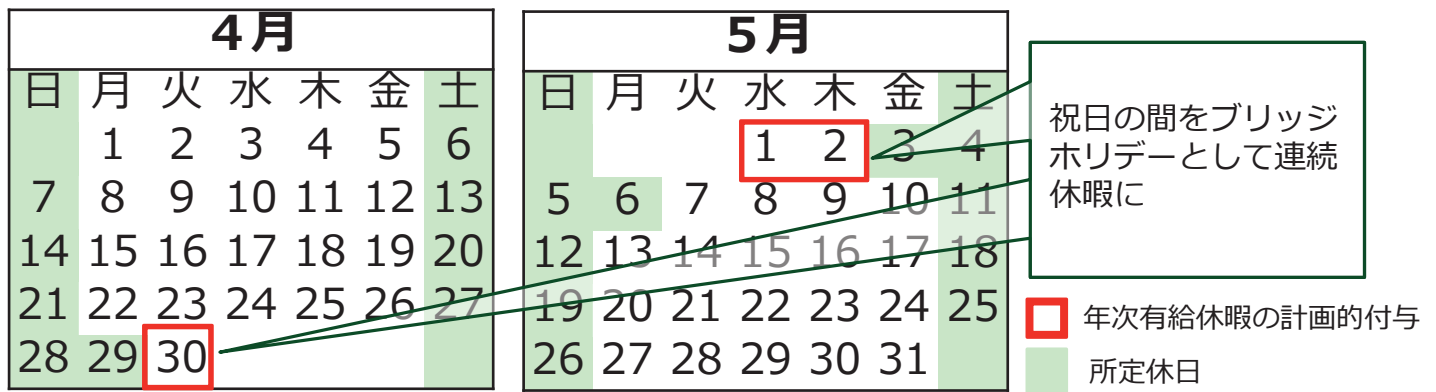 4月
日 月 火 水 木 金 土
1 2 3 4 5 6
7 8 9 10 11 12 13
14 15 16 17 18 19 20
21 22 23 24 25 26 27
28 29 30
5月
日 月 火 水 木 金 土
1 2 3 4
5 6 7 8 9 10 11
12 13 14 15 16 17 18
19 20 21 22 23 24 25
26 27 28 29 30 31
祝日の間をブリッジ
ホリデーとして連続
休暇に
年次有給休暇の計画的付与
所定休日